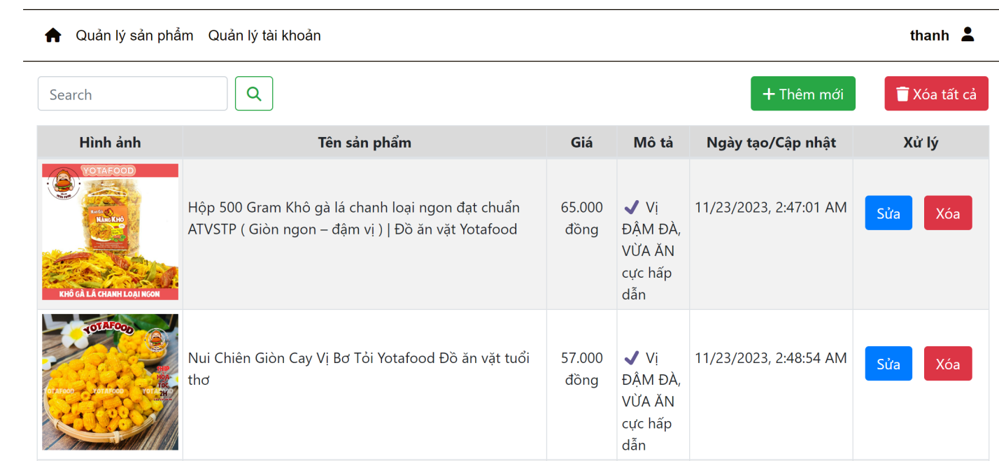 Quản lý sản phẩm Quản lý tài khoản thanh
Search Thêm mới Xóa tất cả
Hình ảnh Tên sản phẩm Giá Mô tả Ngày tạo/Cập nhật Xử lý
YOTAFOOD
YOTA FOOD
NÀNG KHÔ
KHÔ GÀ LÁ CHANH LOẠI NGON
Hộp 500 Gram Khô gà lá chanh loại ngon đạt chuẩn
ATVSTP ( Giòn ngon – đậm vị ) | Đồ ăn vặt Yotafood
65.000
đồng
✔ Vị
ĐẬM ĐÀ,
VỪA ĂN
cực hấp
dẫn
11/23/2023, 2:47:01 AM
Sửa Xóa
YOTAFOOD
SHIP
HỎA
TỐC
2H
YOTAFOOD YOTAFOOD YOTAFOOD
Nui Chiên Giòn Cay Vị Bơ Tỏi Yotafood Đồ ăn vặt tuổi
thơ
57.000
đồng
✔ Vị
ĐẬM ĐÀ,
VỪA ĂN
cực hấp
dẫn
11/23/2023, 2:48:54 AM
Sửa Xóa